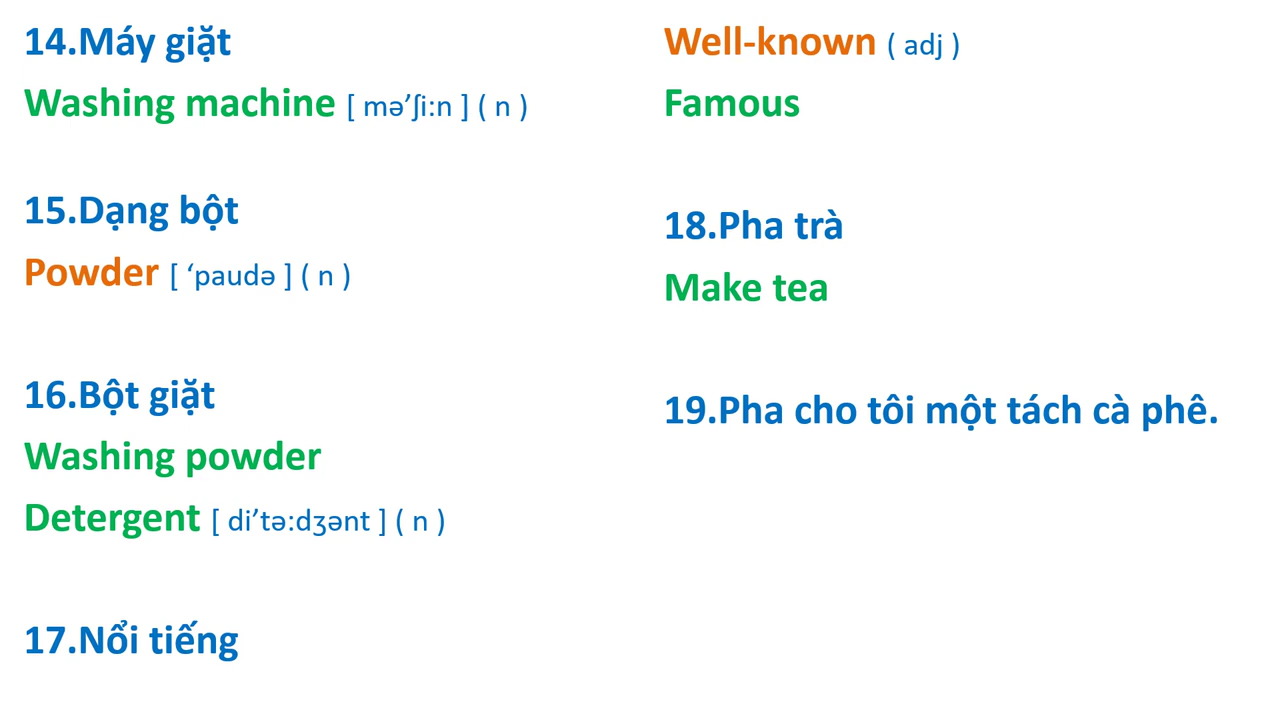 14.Máy giặt
Washing machine [ mə’ʃi:n ] ( n )
15.Dạng bột
Powder [ ‘paudə ] ( n )
16.Bột giặt
Washing powder
Detergent [ di’tə:dʒənt ] ( n )
17.Nổi tiếng
Well-known ( adj )
Famous
18.Pha trà
Make tea
19.Pha cho tôi một tách cà phê.